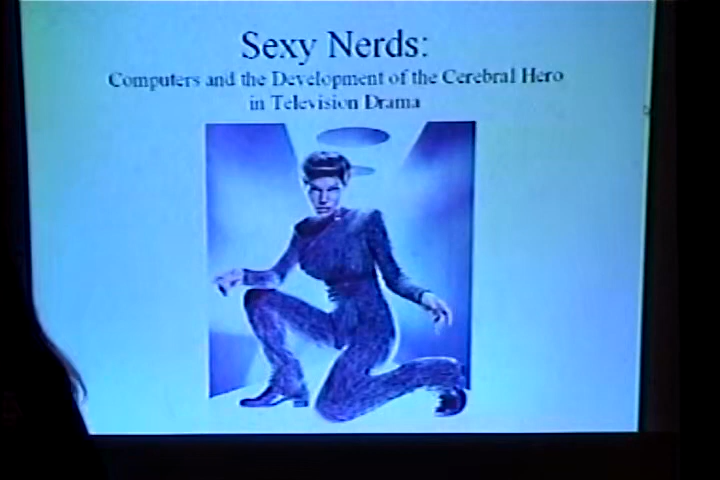 Sexy Nerds:
Computers and the Development of the Cerebral Hero
in Television Drama